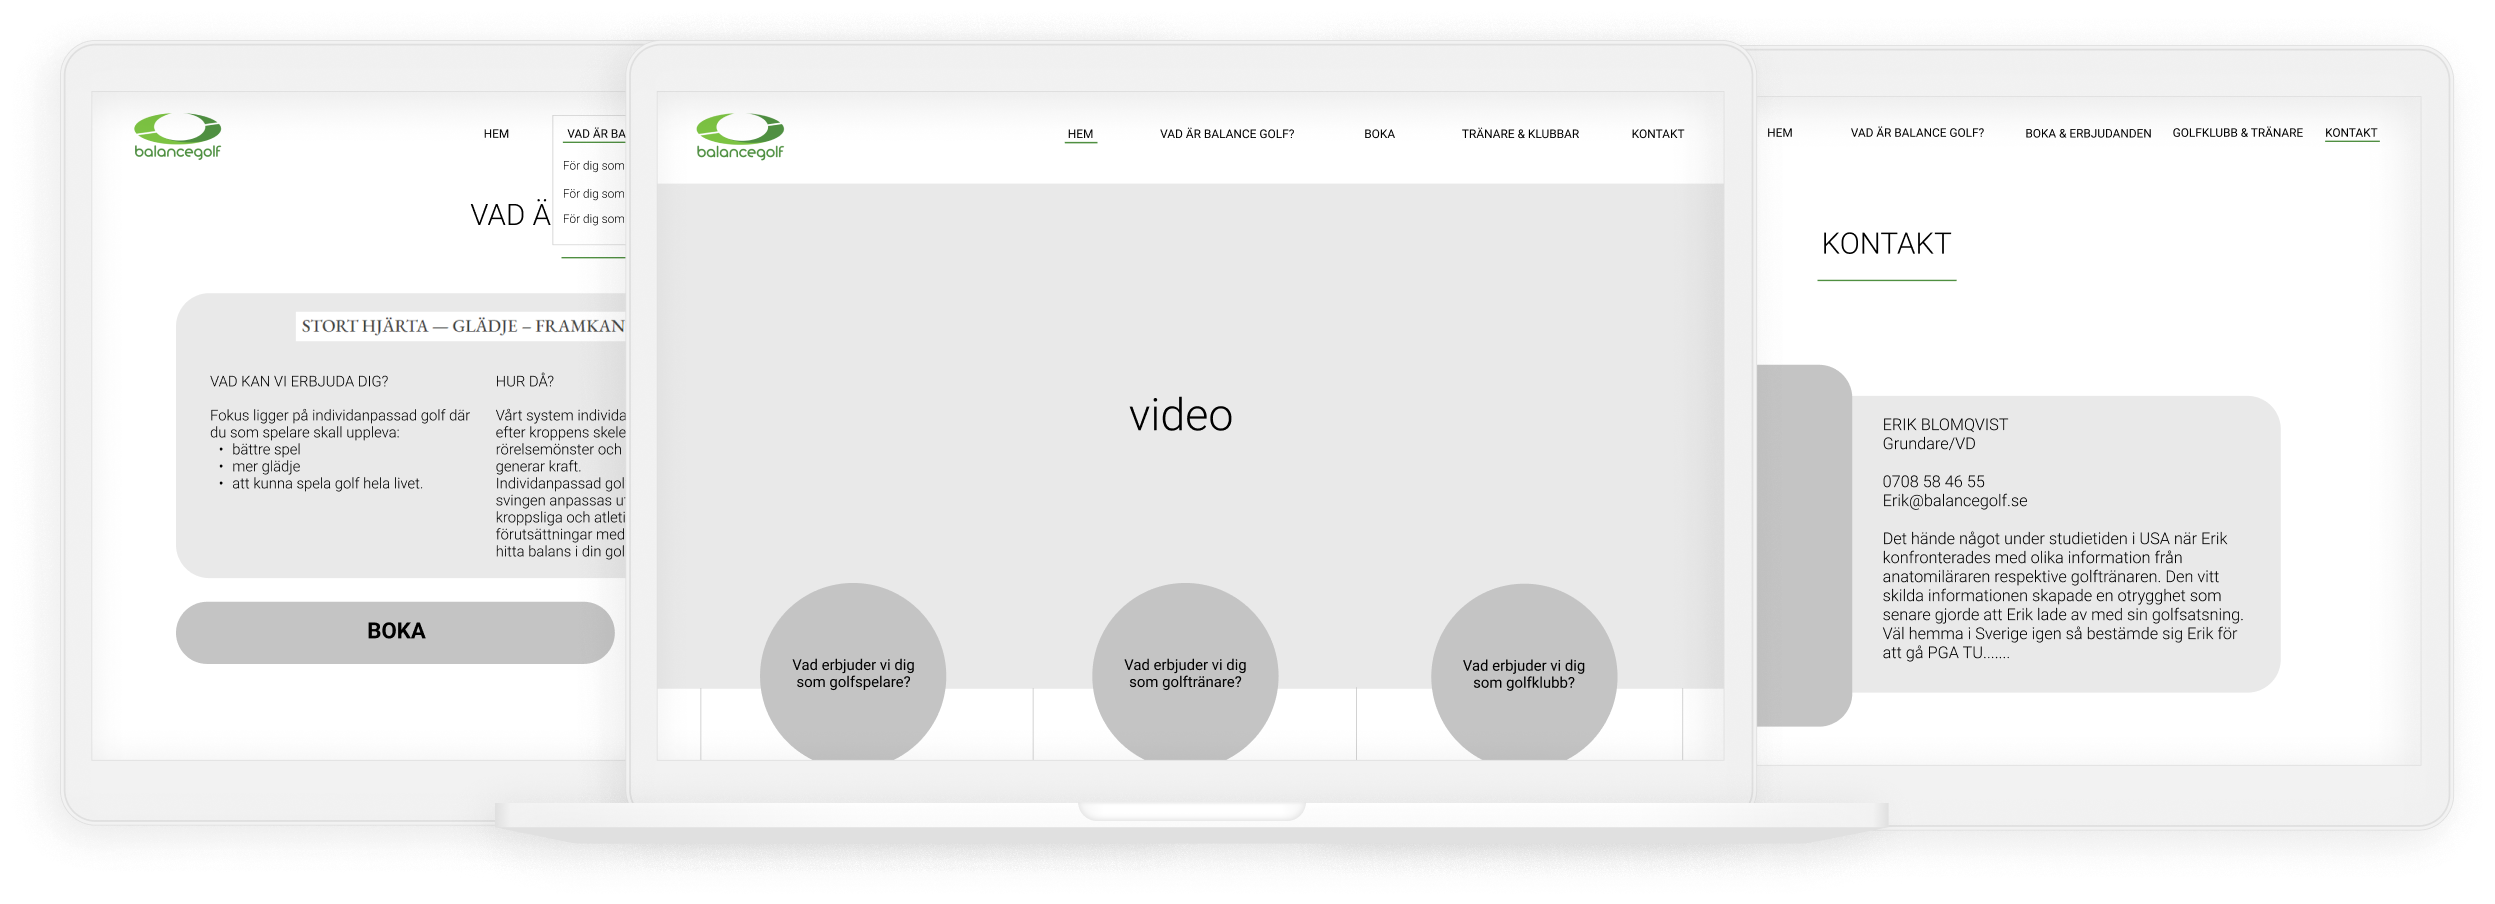 balancegolf
HEM
VAD ÄR BA
För dig som
För dig som
För dig som
VAD Ä
STORT HJÄRTA — GLÄDJE – FRAMKAN
VAD KAN VI ERBJUDA DIG?
Fokus ligger på individanpassad golf där
du som spelare skall uppleva:
• bättre spel
• mer glädje
• att kunna spela golf hela livet.
HUR DÅ?
Vårt system individa
efter kroppens skele
rörelsemönster och
generar kraft.
Individanpassad gol
svingen anpassas u
kroppsliga och atleti
förutsättningar med
hitta balans i din gol
BOKA
balancegolf
HEM VAD ÄR BALANCE GOLF? BOKA TRÄNARE & KLUBBAR KONTAKT
video
Vad erbjuder vi dig
som golfspelare?
Vad erbjuder vi dig
som golftränare?
Vad erbjuder vi dig
som golfklubb?
HEM VAD ÄR BALANCE GOLF? BOKA & ERBJUDANDEN GOLFKLUBB & TRÄNARE KONTAKT
KONTAKT
ERIK BLOMQVIST
Grundare/VD
0708 58 46 55
Erik@balancegolf.se
Det hände något under studietiden i USA när Erik
konfronterades med olika information från
anatomiläraren respektive golftränaren. Den vitt
skilda informationen skapade en otrygghet som
senare gjorde att Erik lade av med sin golfsatsning.
Väl hemma i Sverige igen så bestämde sig Erik för
att gå PGA TU.......